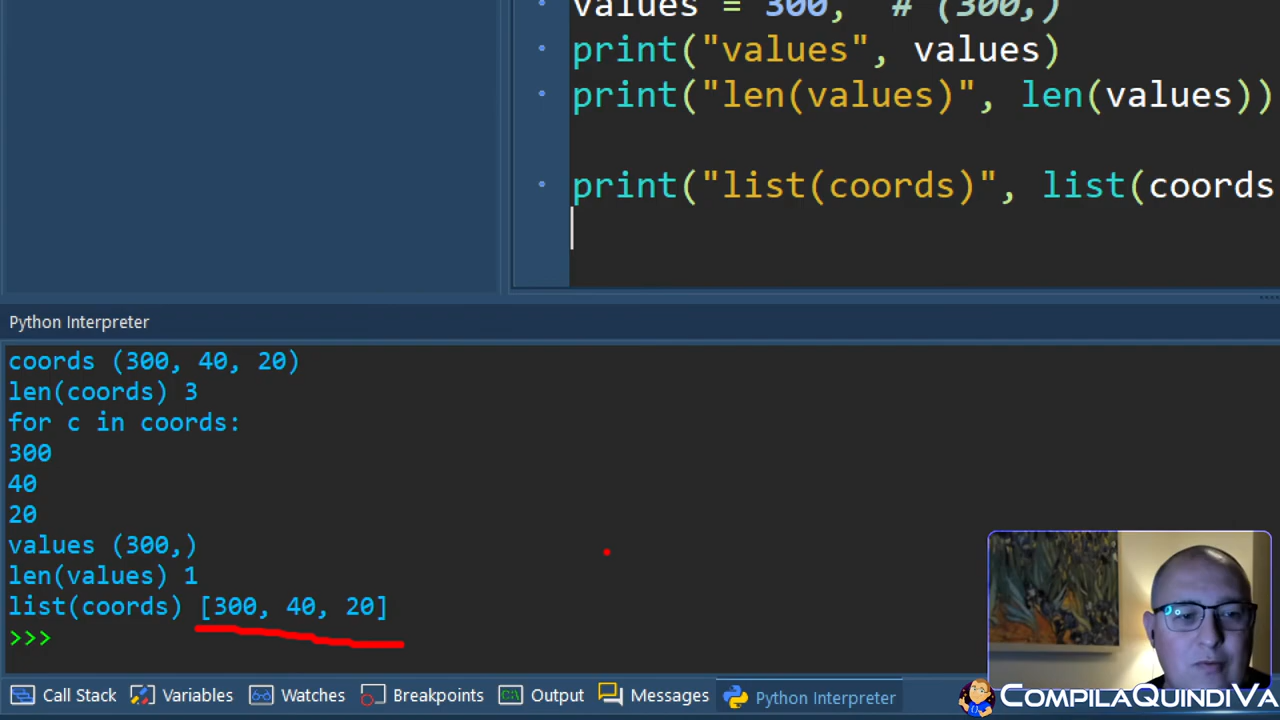 values = 300,  # (300,)
print("values", values)
print("len(values)", len(values))
print("list(coords)", list(coords
Python Interpreter
coords (300, 40, 20)
len(coords) 3
for c in coords:
300
40
20
values (300,)
len(values) 1
list(coords) [300, 40, 20]
>>>
Call Stack Variables Watches Breakpoints Output Messages Python Interpreter
COMPILAQUINDIVA